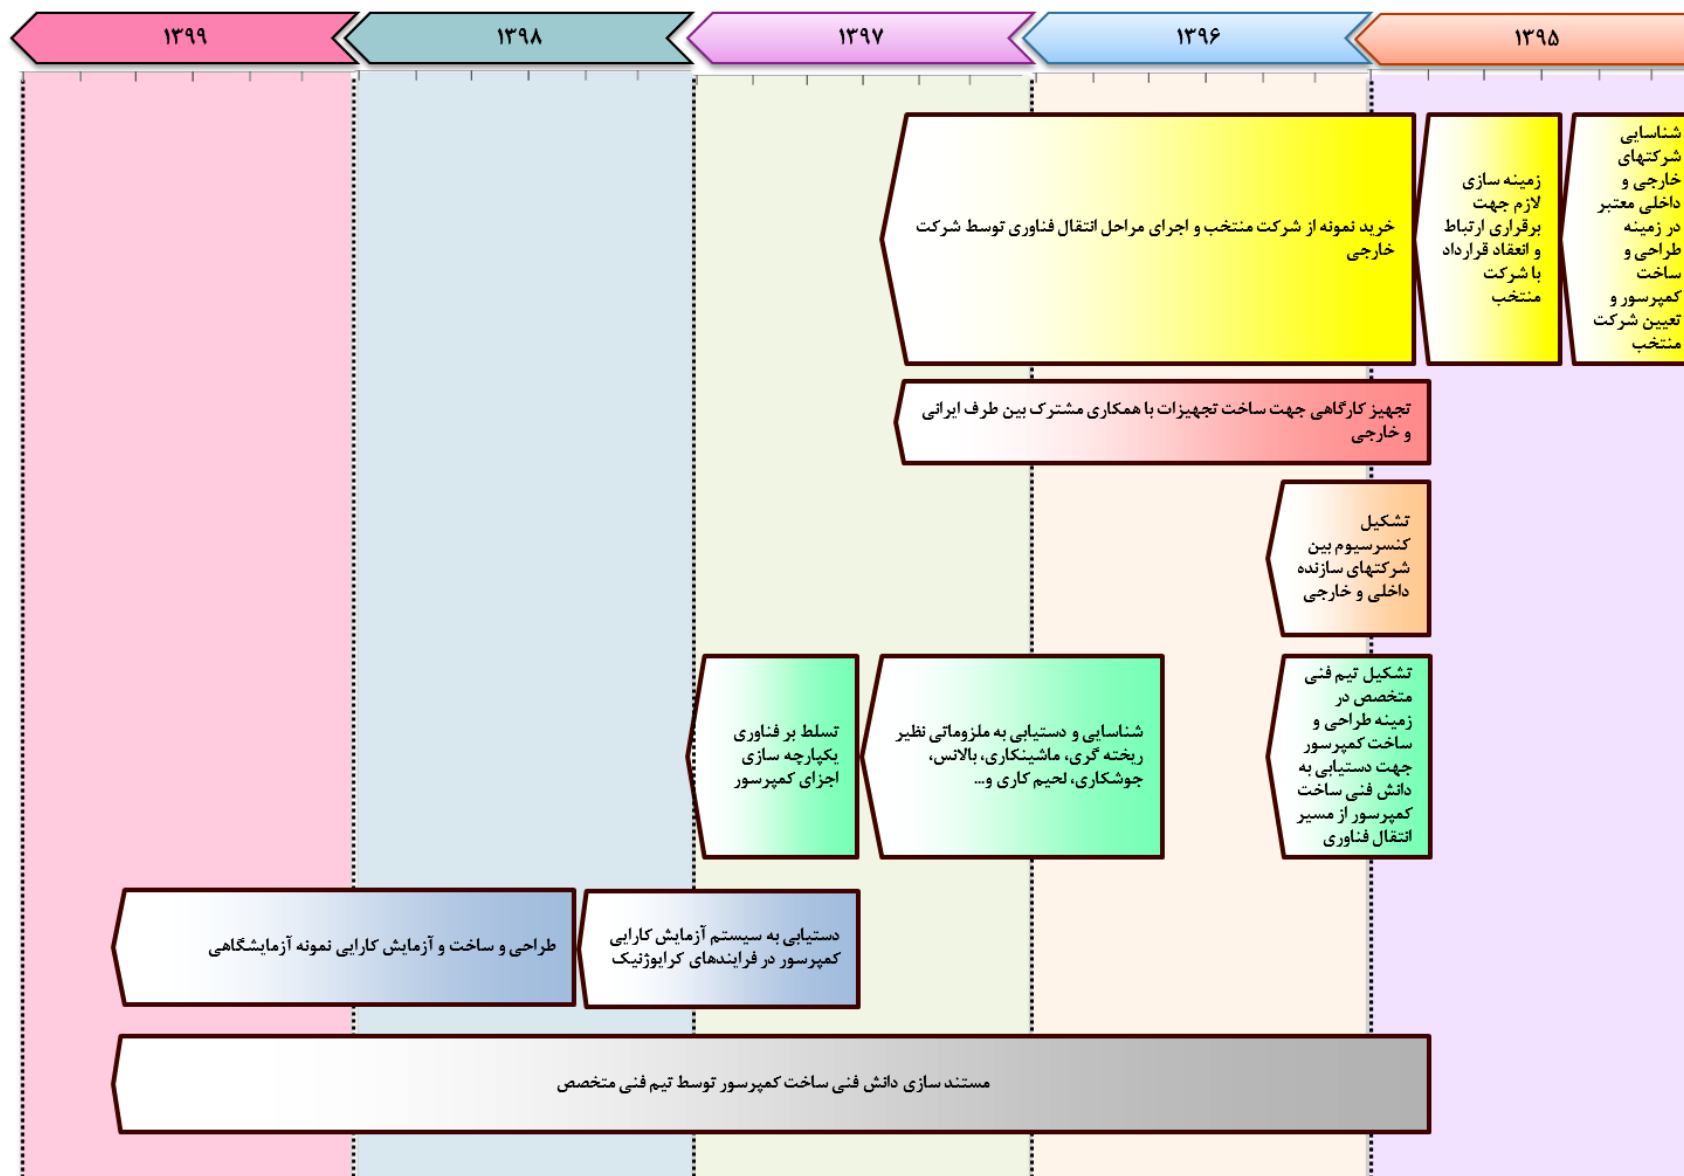 ۱۳۹۵
۱۳۹۶
۱۳۹۷
۱۳۹۸
۱۳۹۹
شناسایی
شرکتهای
خارجی و
داخلی معتبر
در زمینه
طراحی و
ساخت
کمپرسور و
تعیین شرکت
منتخب
زمینه سازی
لازم جهت
برقراری ارتباط
و انعقاد قرارداد
با شرکت
منتخب
خرید نمونه از شرکت منتخب و اجرای مراحل انتقال فناوری توسط شرکت
خارجی
تجهیز کارگاهی جهت ساخت تجهیزات با همکاری مشترک بین طرف ایرانی
و خارجی
تشکیل
کنسرسیوم بین
شرکتهای سازنده
داخلی و خارجی
تشکیل تیم فنی
متخصص در
زمینه طراحی و
ساخت کمپرسور
جهت دستیابی به
دانش فنی ساخت
کمپرسور از مسیر
انتقال فناوری
شناسایی و دستیابی به ملزوماتی نظیر
ریخته گری، ماشینکاری، بالانس،
جوشکاری، لحیم کاری و...
تسلط بر فناوری
یکپارچه سازی
اجزای کمپرسور
دستیابی به سیستم آزمایش کارایی
کمپرسور در فرایندهای کرایوژنیک
طراحی و ساخت و آزمایش کارایی نمونه آزمایشگاهی
مستند سازی دانش فنی ساخت کمپرسور توسط تیم فنی متخصص